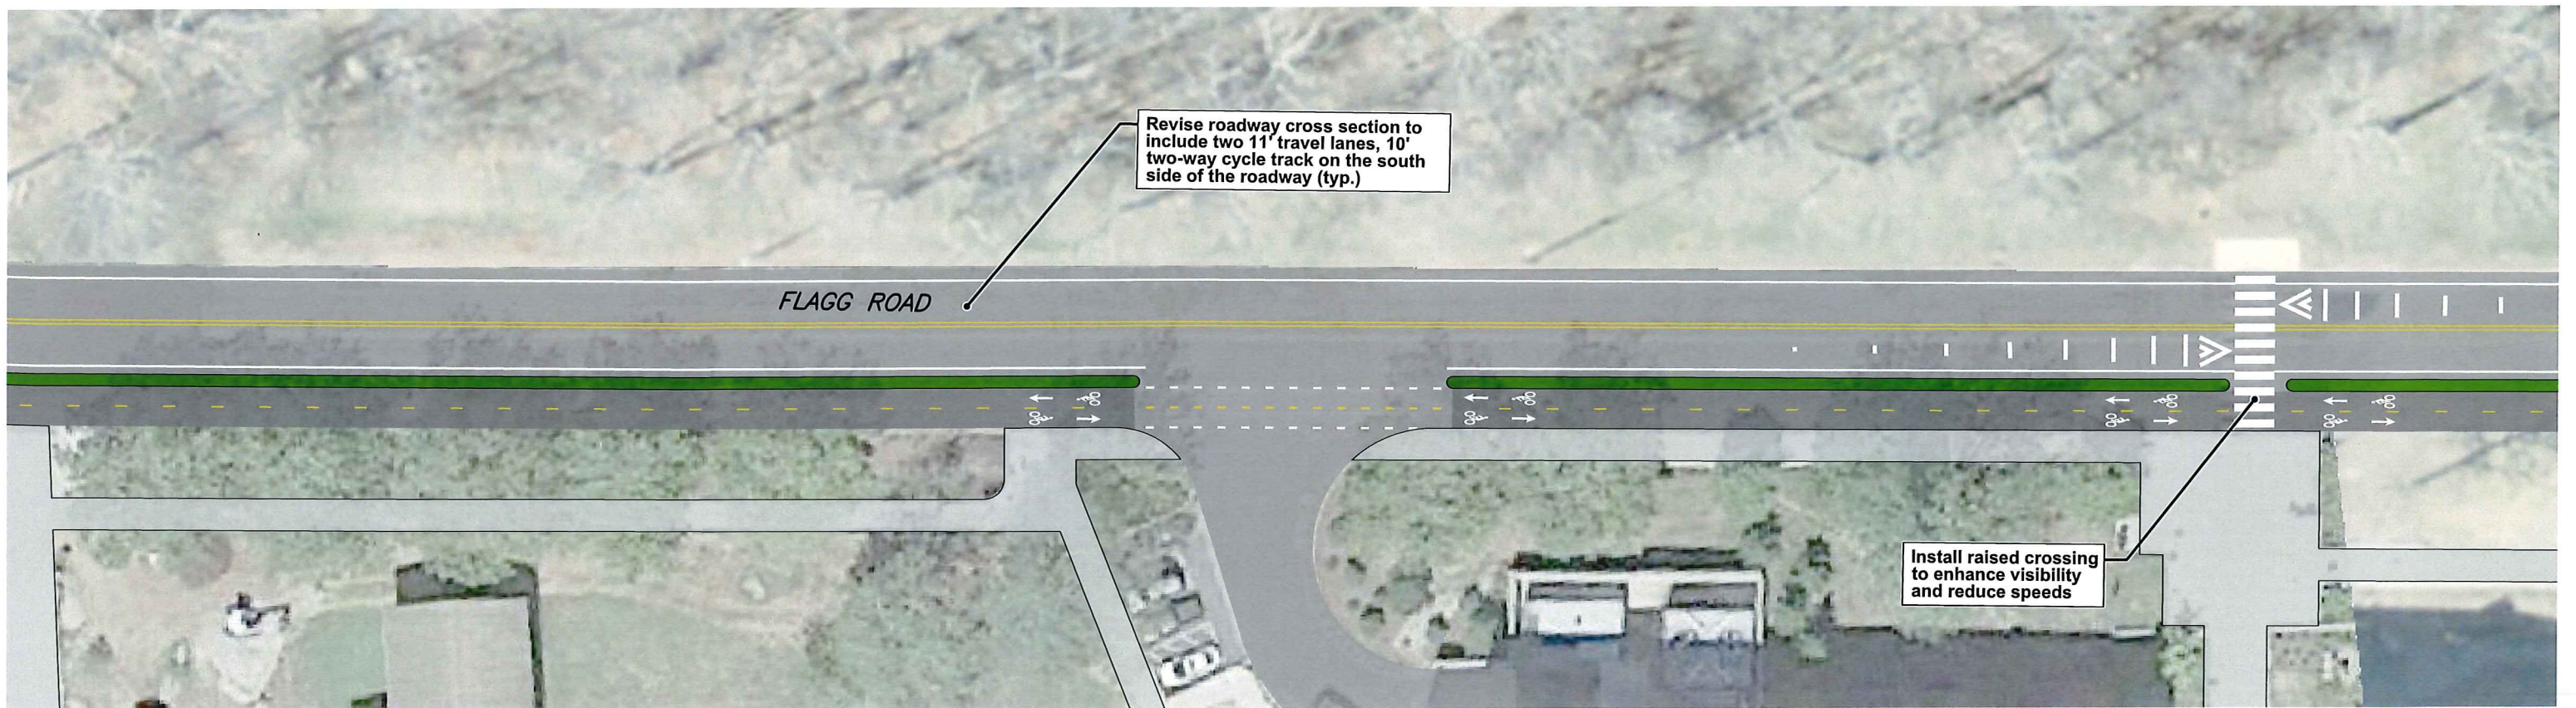 Revise roadway cross section to
include two 11' travel lanes, 10'
two-way cycle track on the south
side of the roadway (typ.)
FLAGG ROAD
Install raised crossing
to enhance visibility
and reduce speeds